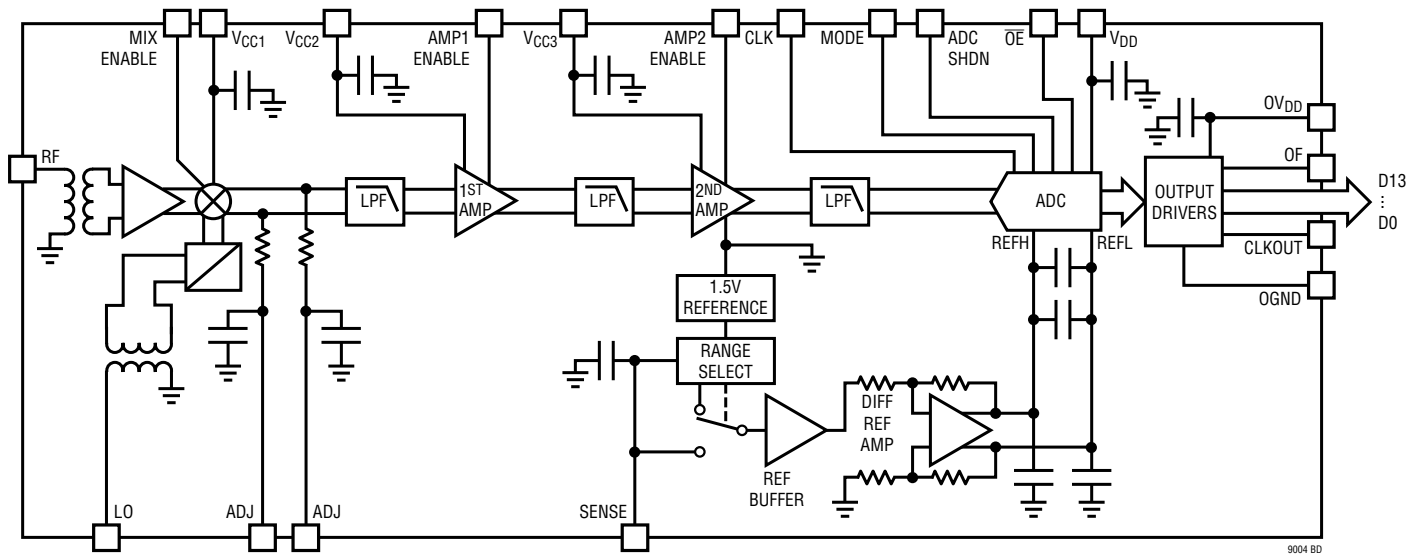 MIX
ENABLE
VCC1
VCC2
AMP1
ENABLE
VCC3
AMP2
ENABLE
CLK
MODE
ADC
SHDN
O̅E̅
VDD
OVDD
OF
RF
LPF
1ST
AMP
LPF
2ND
AMP
LPF
ADC
OUTPUT
DRIVERS
D13
⋮
D0
CLKOUT
OGND
REFH
REFL
1.5V
REFERENCE
RANGE
SELECT
DIFF
REF
AMP
REF
BUFFER
LO
ADJ
ADJ
SENSE
9004 BD